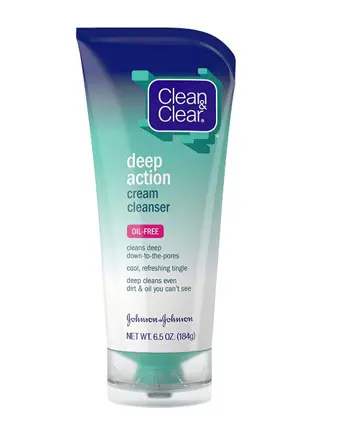 Clean &
Clear®
deep
action
cream
cleanser
OIL-FREE
cleans deep
down-to-the-pores
cool, refreshing tingle
deep cleans even
dirt & oil you can't see
Johnson & Johnson
NET WT. 6.5 OZ. (184g)